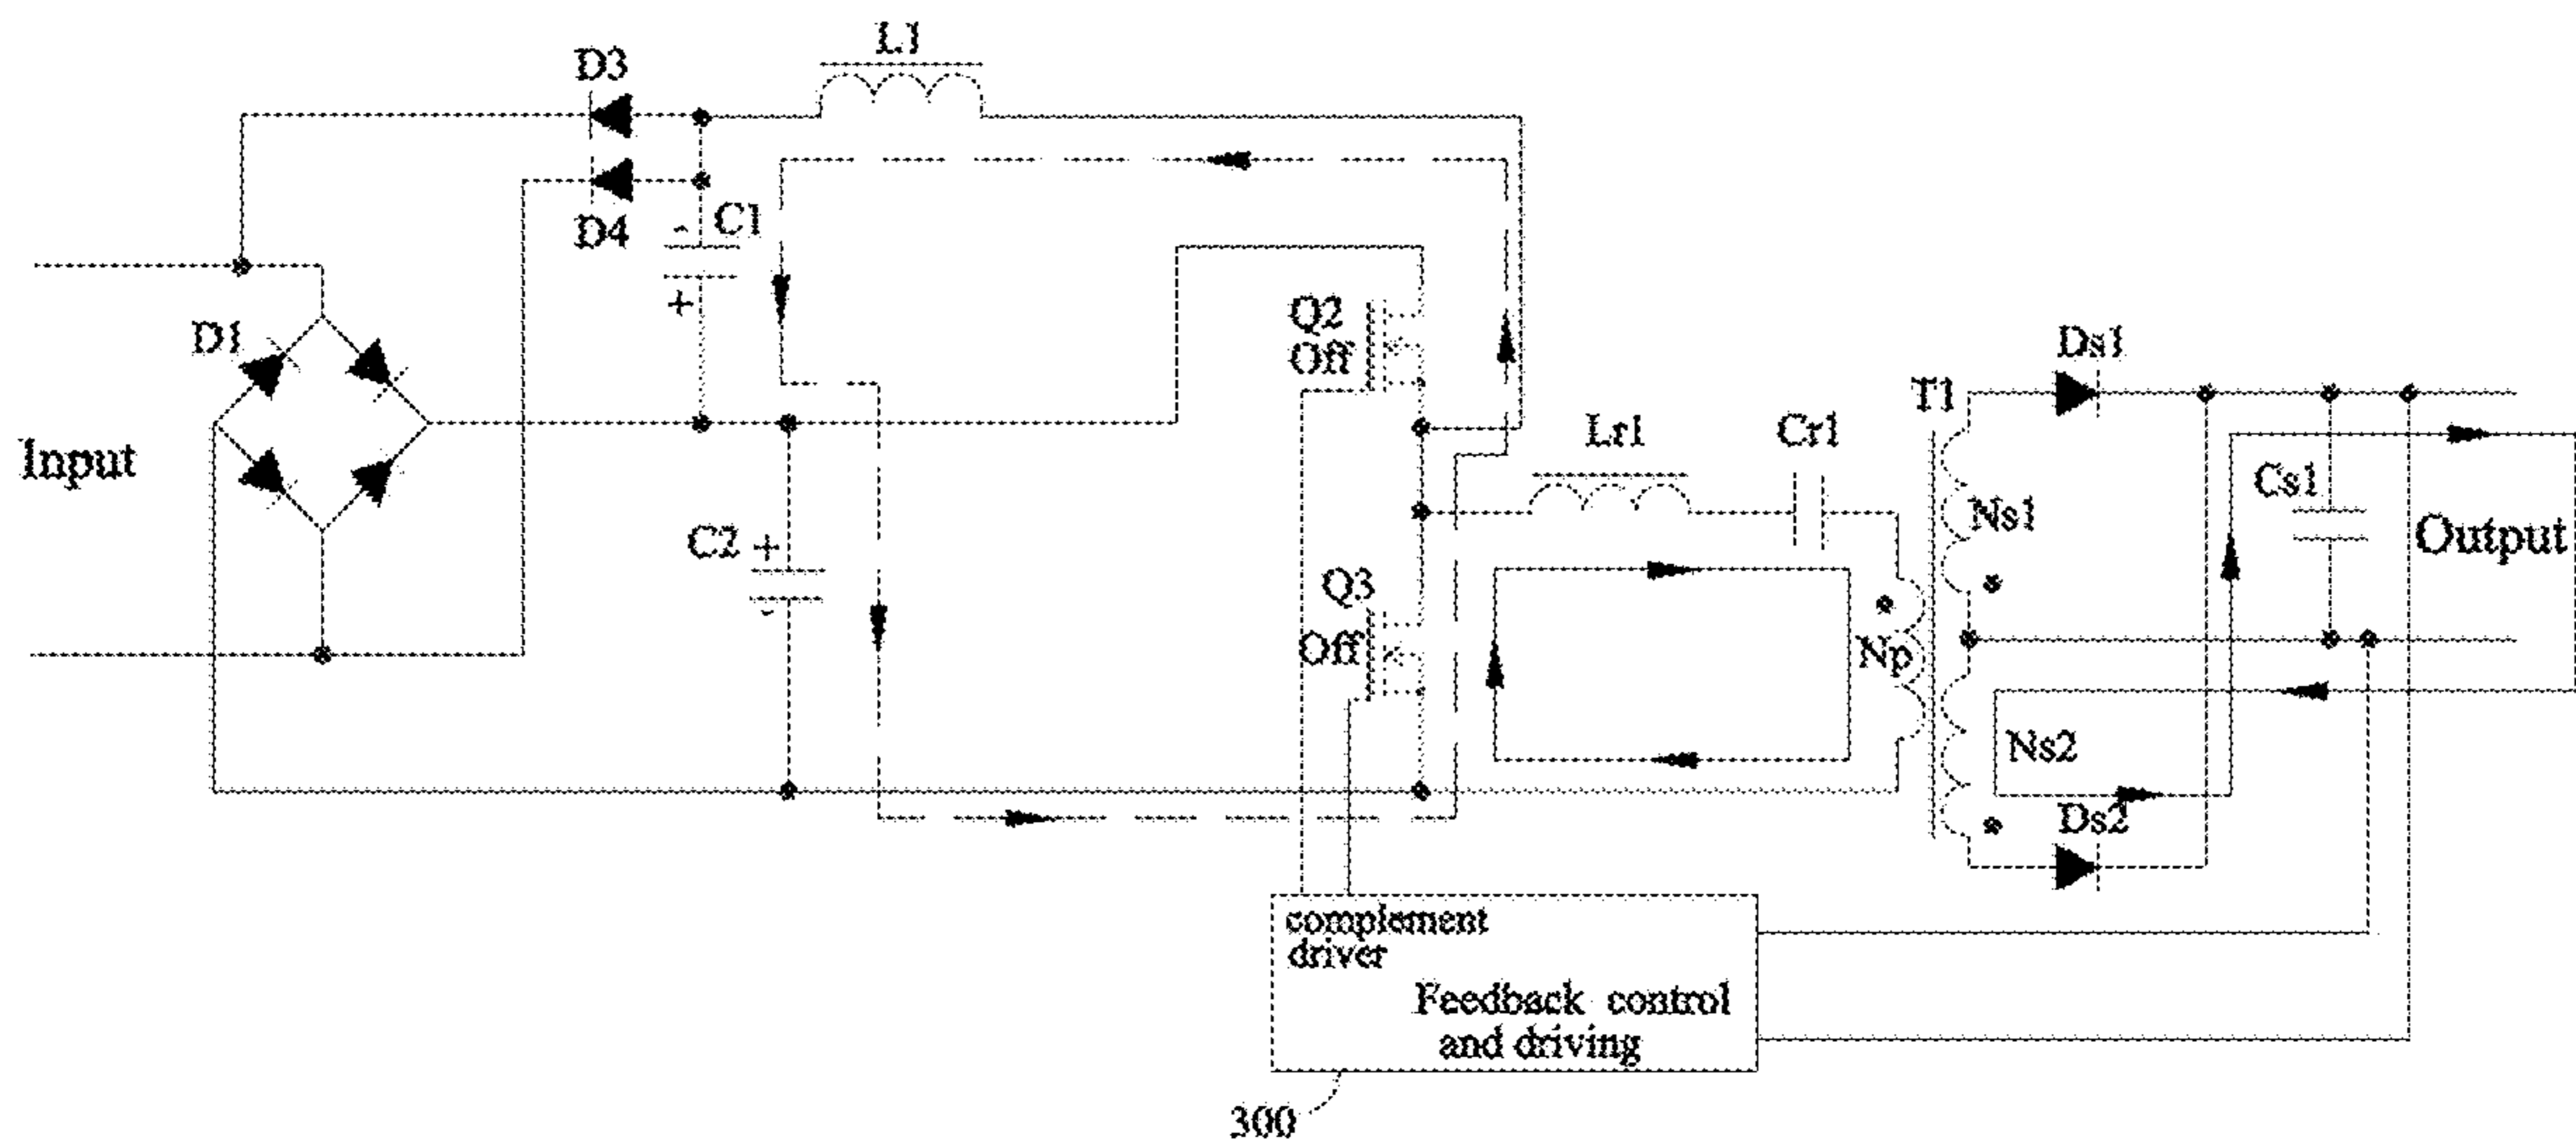 L1
D3
D4
C1
-
+
D1
Input
C2
+
-
Q2
Off
Q3
Off
Lr1
Cr1
Np
T1
Ns1
Ns2
Ds1
Cs1
Output
Ds2
complement
driver
Feedback control
and driving
300